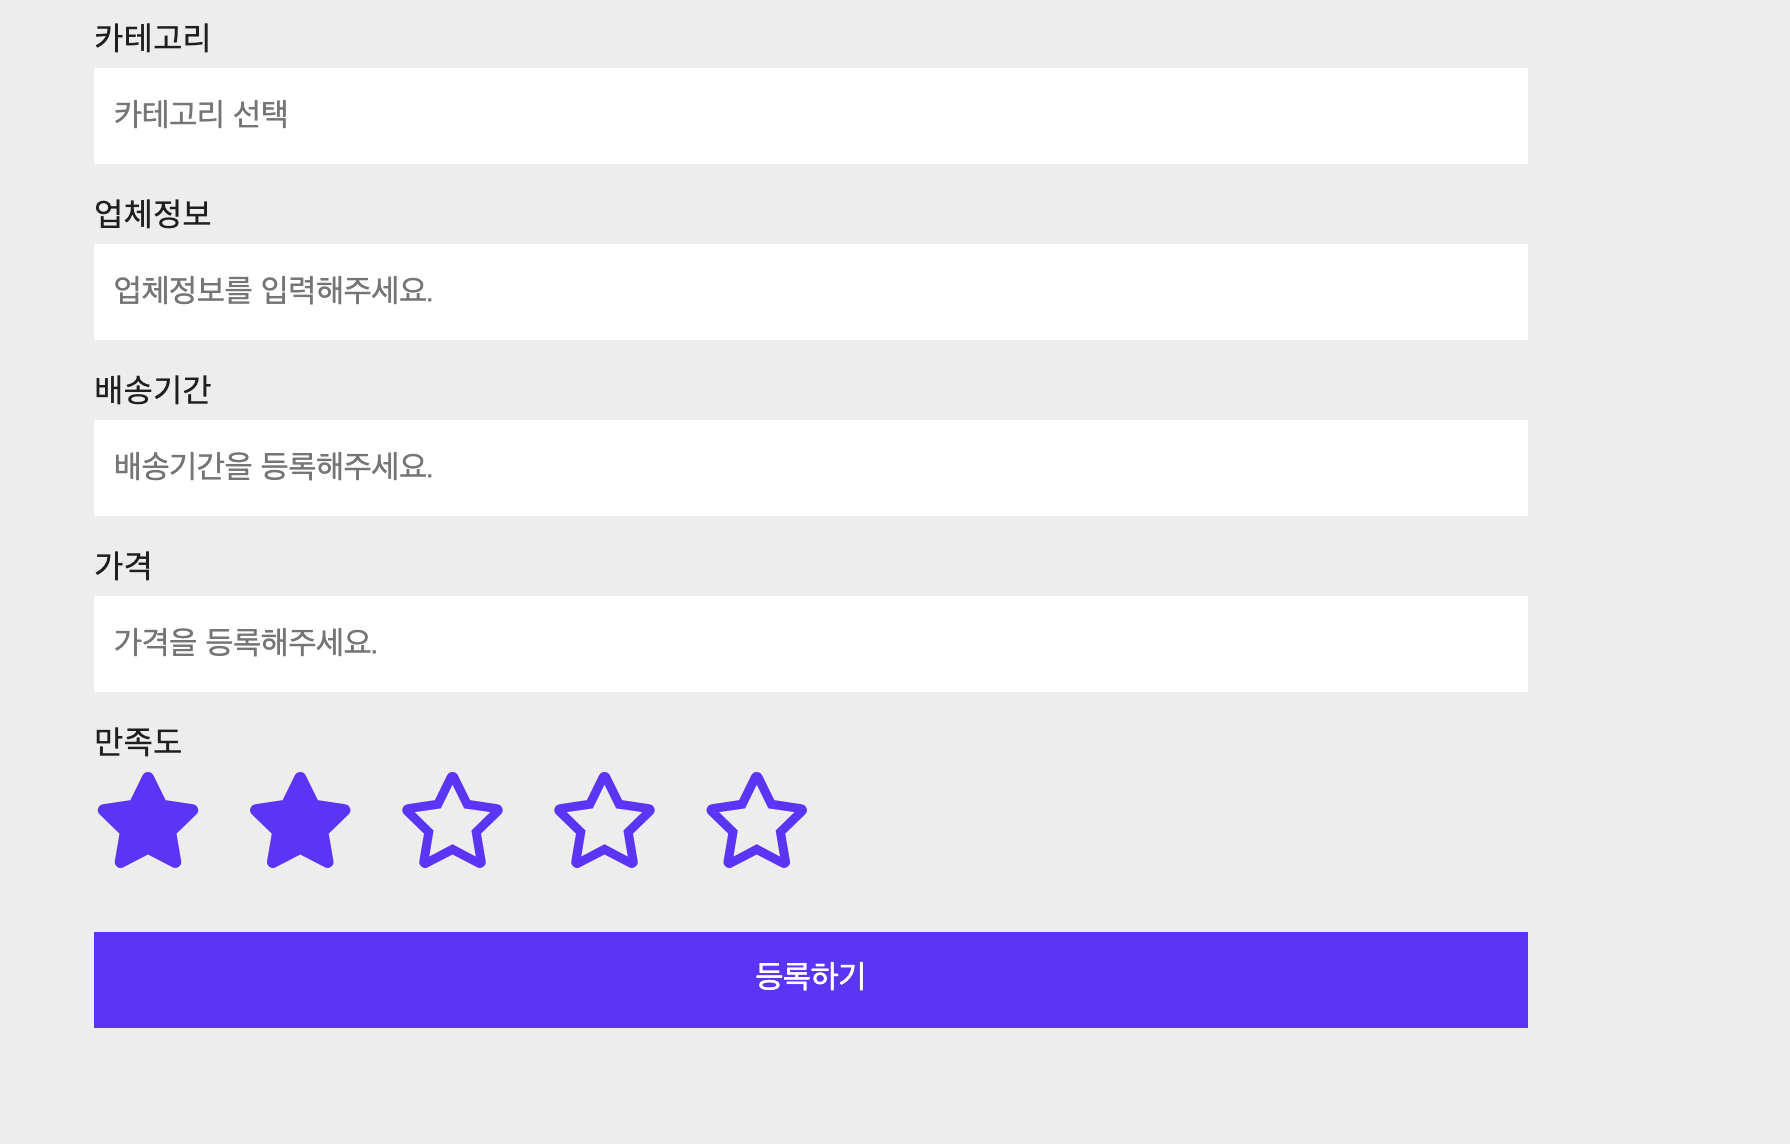 카테고리
카테고리 선택
업체정보
업체정보를 입력해주세요.
배송기간
배송기간을 등록해주세요.
가격
가격을 등록해주세요.
만족도
등록하기